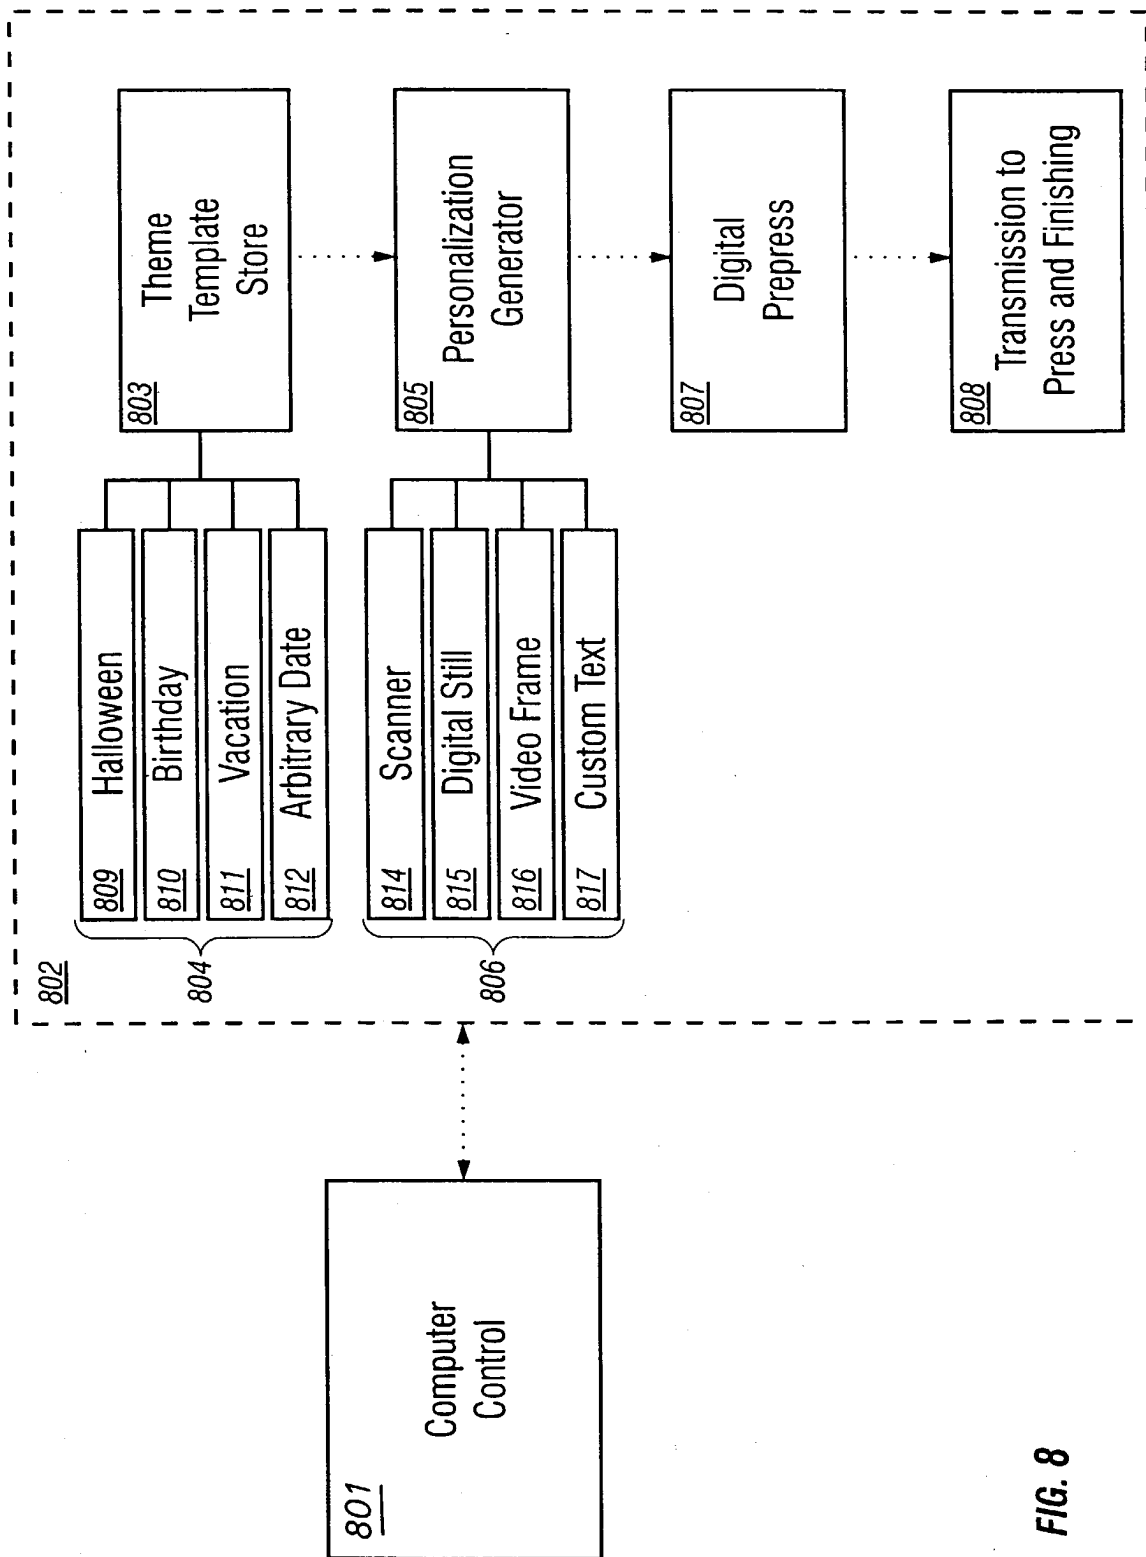 801
Computer
Control
802
804
809 Halloween
810 Birthday
811 Vacation
812 Arbitrary Date
803
Theme
Template
Store
806
814 Scanner
815 Digital Still
816 Video Frame
817 Custom Text
805
Personalization
Generator
807
Digital
Prepress
808
Transmission to
Press and Finishing
FIG. 8